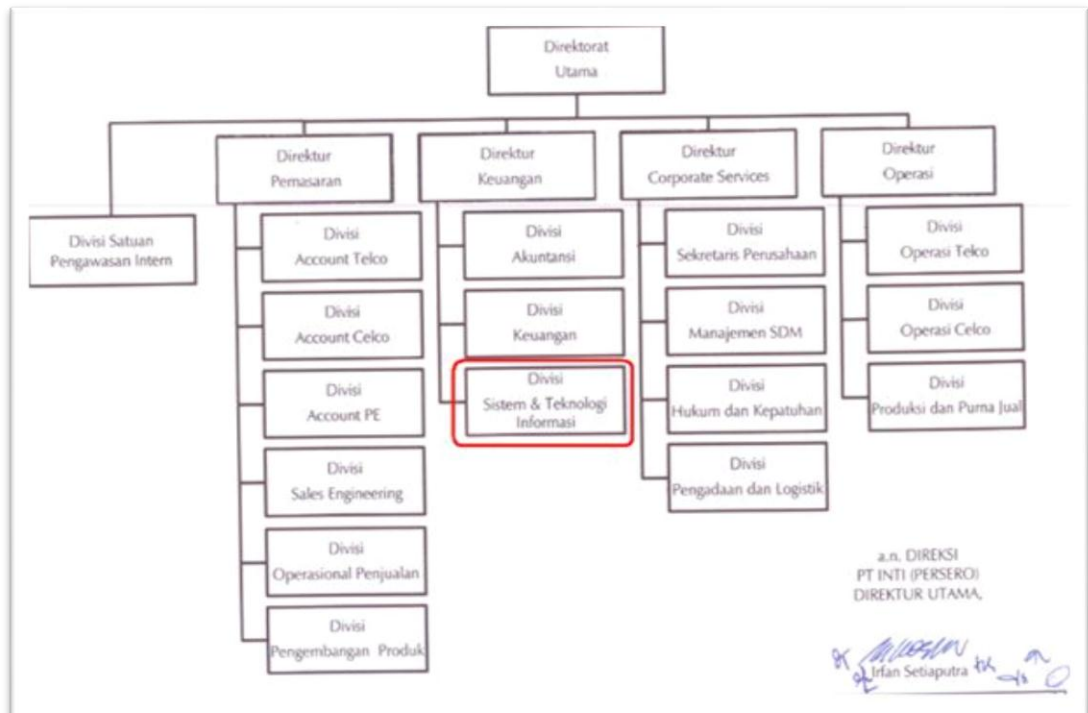 Direktorat
Utama
Direktur
Pemasaran
Direktur
Keuangan
Direktur
Corporate Services
Direktur
Operasi
Divisi Satuan
Pengawasan Intern
Divisi
Account Telco
Divisi
Account Celco
Divisi
Account PE
Divisi
Sales Engineering
Divisi
Operasional Penjualan
Divisi
Pengembangan Produk
Divisi
Akuntansi
Divisi
Keuangan
Divisi
Sistem & Teknologi
Informasi
Divisi
Sekretaris Perusahaan
Divisi
Manajemen SDM
Divisi
Hukum dan Kepatuhan
Divisi
Pengadaan dan Logistik
Divisi
Operasi Telco
Divisi
Operasi Celco
Divisi
Produksi dan Purna Jual
a.n. DIREKSI
PT INTI (PERSERO)
DIREKTUR UTAMA,
Irfan Setiaputra